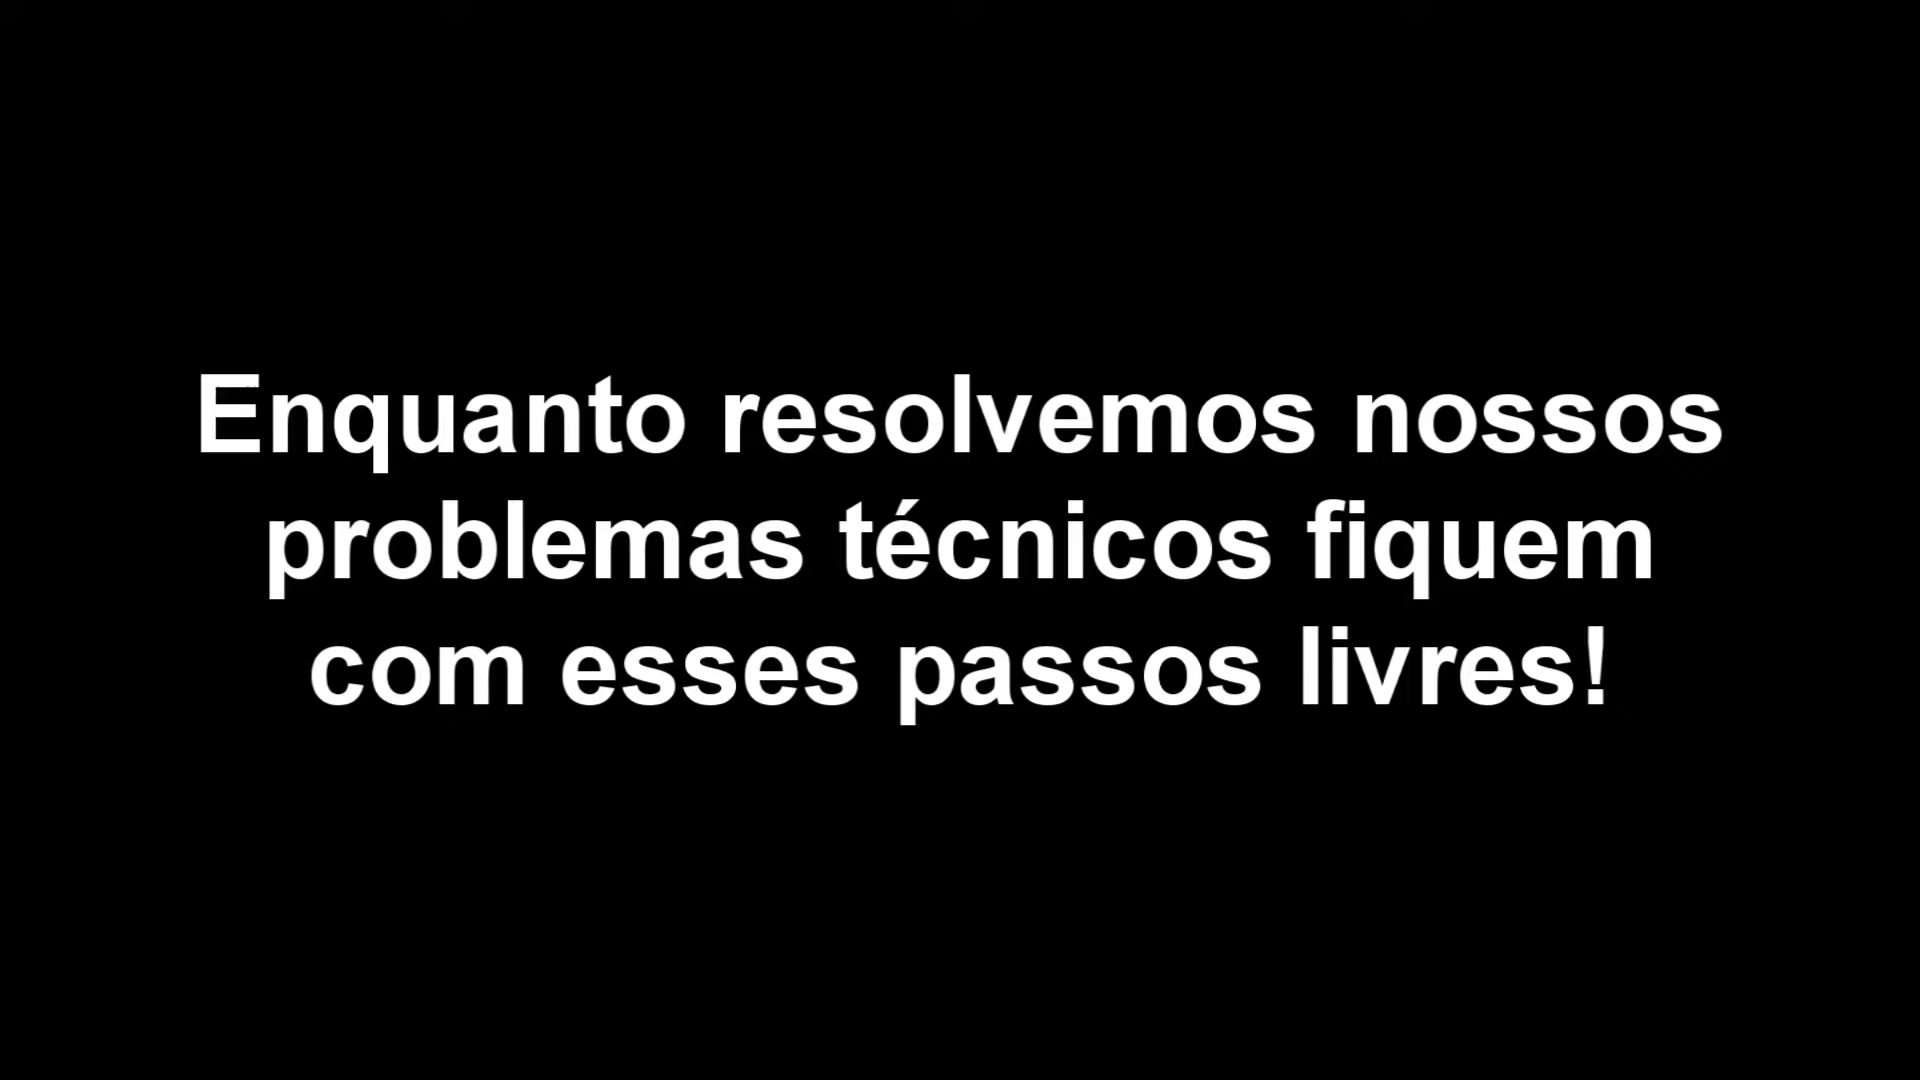 Enquanto resolvemos nossos
problemas técnicos fiquem
com esses passos livres!